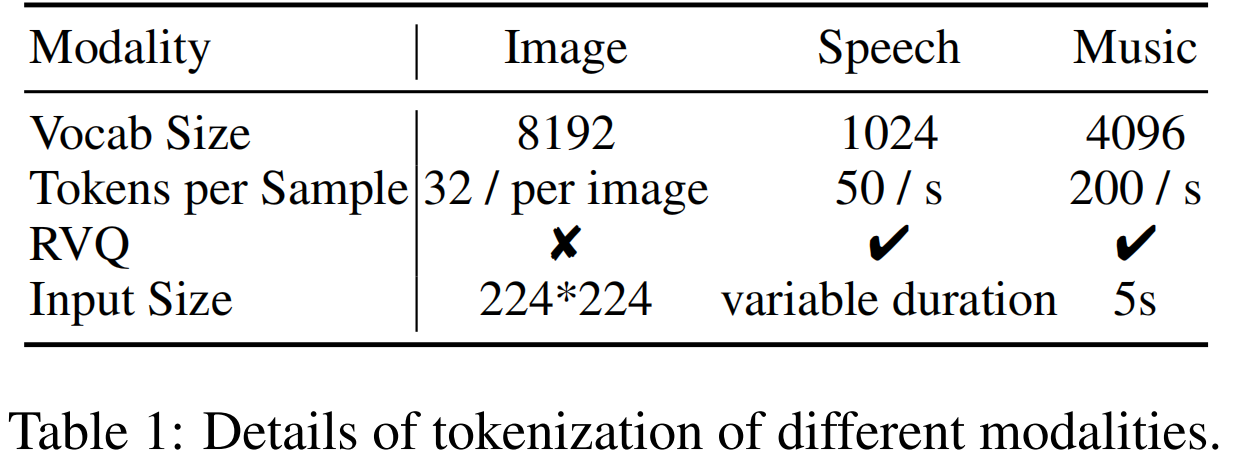 Modality Image Speech Music
Vocab Size 8192 1024 4096
Tokens per Sample 32 / per image 50 / s 200 / s
RVQ ✘ ✔ ✔
Input Size 224*224 variable duration 5s
Table 1: Details of tokenization of different modalities.